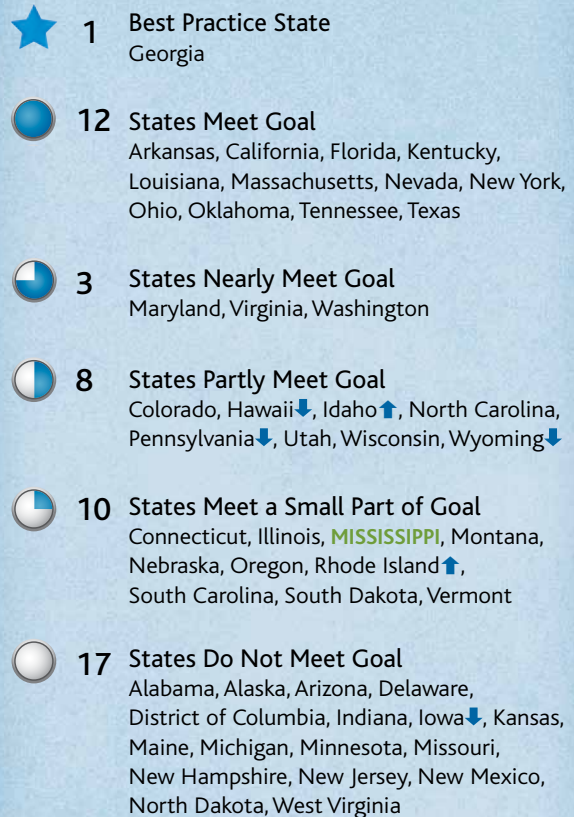 1 Best Practice State
Georgia
12 States Meet Goal
Arkansas, California, Florida, Kentucky,
Louisiana, Massachusetts, Nevada, New York,
Ohio, Oklahoma, Tennessee, Texas
3 States Nearly Meet Goal
Maryland, Virginia, Washington
8 States Partly Meet Goal
Colorado, Hawaii⬇, Idaho⬆, North Carolina,
Pennsylvania⬇, Utah, Wisconsin, Wyoming⬇
10 States Meet a Small Part of Goal
Connecticut, Illinois, MISSISSIPPI, Montana,
Nebraska, Oregon, Rhode Island⬆,
South Carolina, South Dakota, Vermont
17 States Do Not Meet Goal
Alabama, Alaska, Arizona, Delaware,
District of Columbia, Indiana, Iowa⬇, Kansas,
Maine, Michigan, Minnesota, Missouri,
New Hampshire, New Jersey, New Mexico,
North Dakota, West Virginia